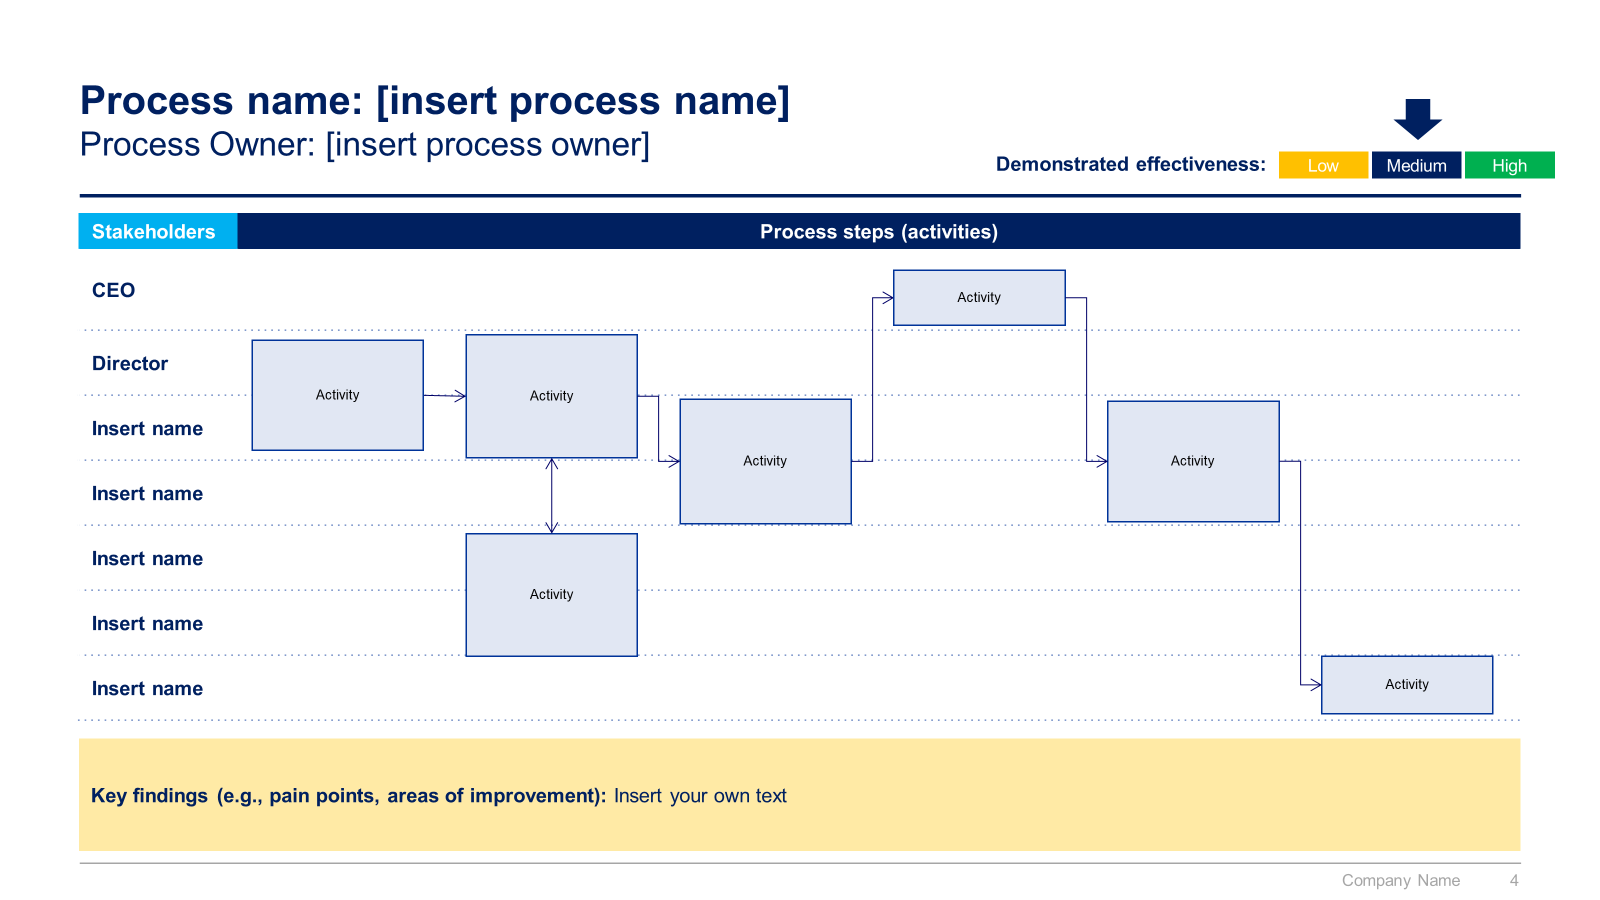 Process name: [insert process name]
Process Owner: [insert process owner]
Demonstrated effectiveness:
Low
Medium
High
Stakeholders
Process steps (activities)
CEO
Activity
Director
Activity
Activity
Insert name
Activity
Activity
Insert name
Insert name
Activity
Insert name
Insert name
Activity
Key findings (e.g., pain points, areas of improvement): Insert your own text
Company Name
4